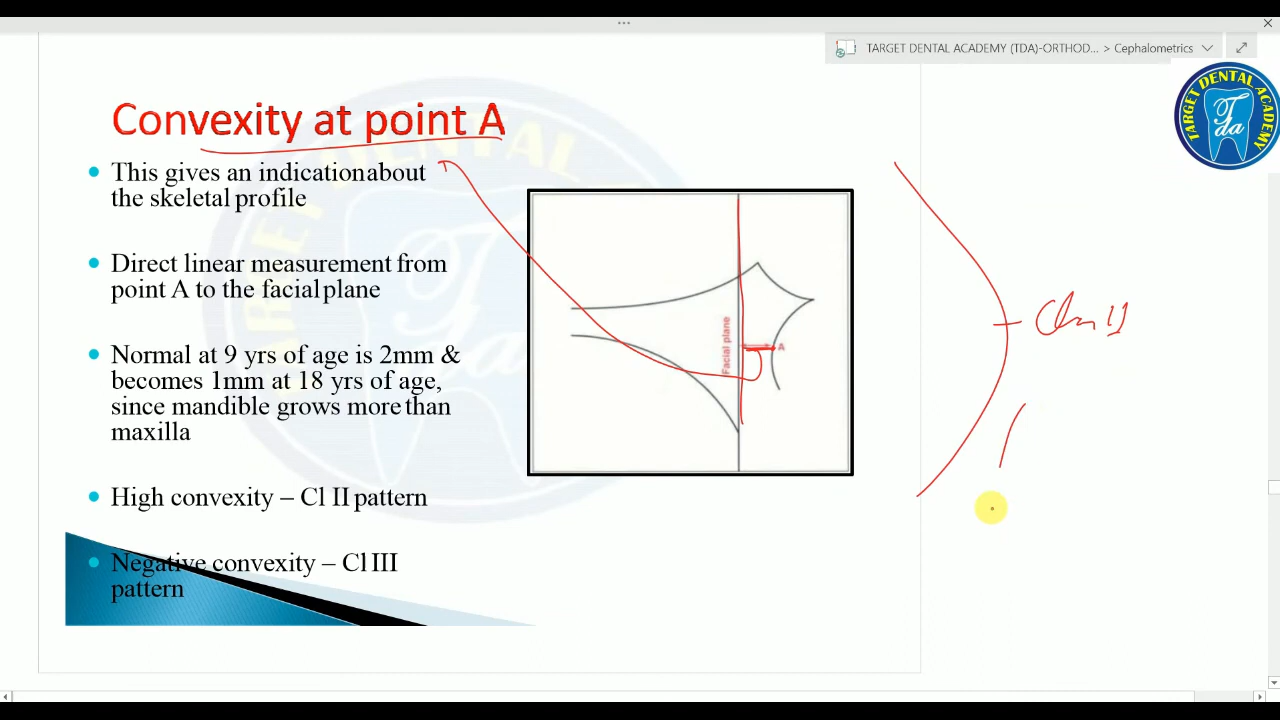 TARGET DENTAL ACADEMY (TDA)-ORTHOD... > Cephalometrics
TARGET DENTAL ACADEMY
Tda
Convexity at point A
This gives an indication about
the skeletal profile
Direct linear measurement from
point A to the facial plane
Normal at 9 yrs of age is 2mm &
becomes 1mm at 18 yrs of age,
since mandible grows more than
maxilla
High convexity – Cl II pattern
Negative convexity – Cl III
pattern
Facial plane
A
Class II